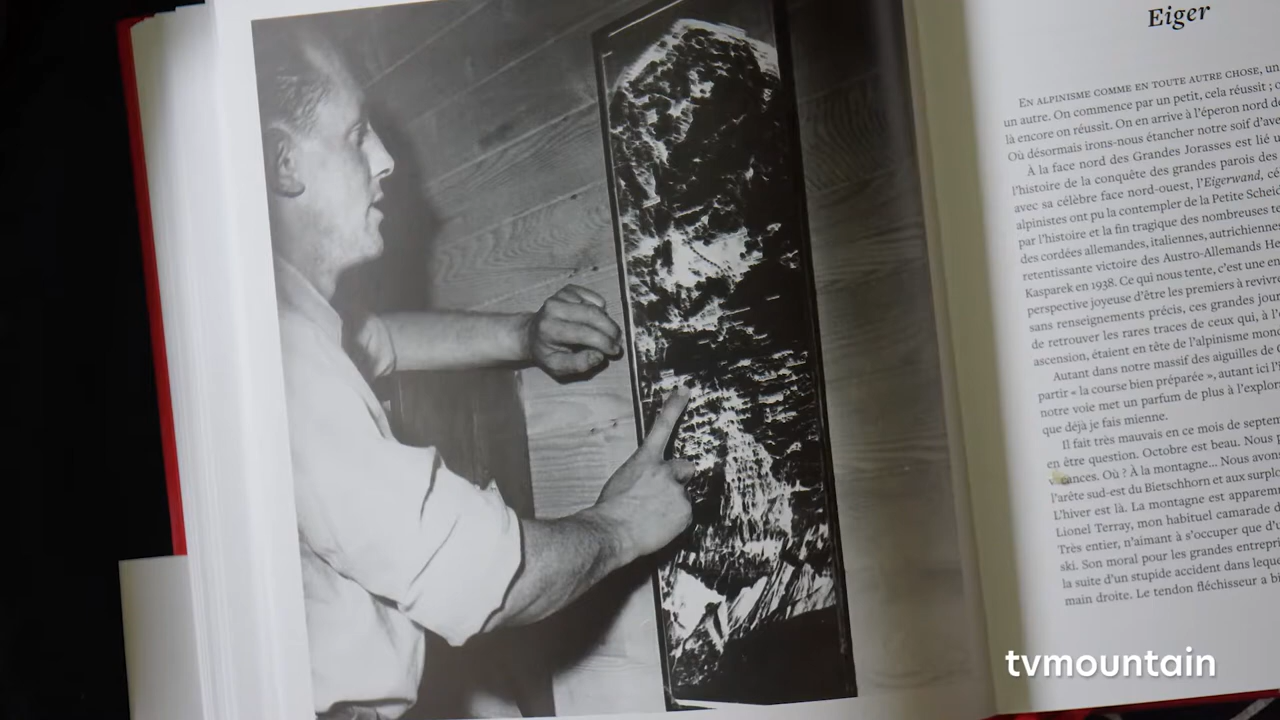 Eiger
EN ALPINISME COMME EN TOUTE AUTRE CHOSE, un
un autre. On commence par un petit, cela réussit ;
là encore on réussit. On en arrive à l'éperon nord
Où désormais irons-nous étancher notre soif d'ave
À la face nord des Grandes Jorasses est lié
l'histoire de la conquête des grandes parois des
avec sa célèbre face nord-ouest, l'Eigerwand, cé
alpinistes ont pu la contempler de la Petite Scheid
par l'histoire et la fin tragique des nombreuses
des cordées allemandes, italiennes, autrichienne
retentissante victoire des Austro-Allemands
Kasparek en 1938. Ce qui nous tente, c'est une en
perspective joyeuse d'être les premiers à revivr
sans renseignements précis, ces grandes jour
de retrouver les rares traces de ceux qui, à l'
ascension, étaient en tête de l'alpinisme mon
Autant dans notre massif des aiguilles de
partir « la course bien préparée », autant ici l'i
notre voie met un parfum de plus à l'explor
que déjà je fais mienne.
Il fait très mauvais en ce mois de septem
en être question. Octobre est beau. Nous
vacances. Où ? À la montagne... Nous avons
l'arête sud-est du Bietschhorn et aux surplo
L'hiver est là. La montagne est apparem
Lionel Terray, mon habituel camarade d
Très entier, n'aimant à s'occuper que d'
ski. Son moral pour les grandes entrepri
la suite d'un stupide accident dans leque
main droite. Le tendon fléchisseur a bi
tvmountain